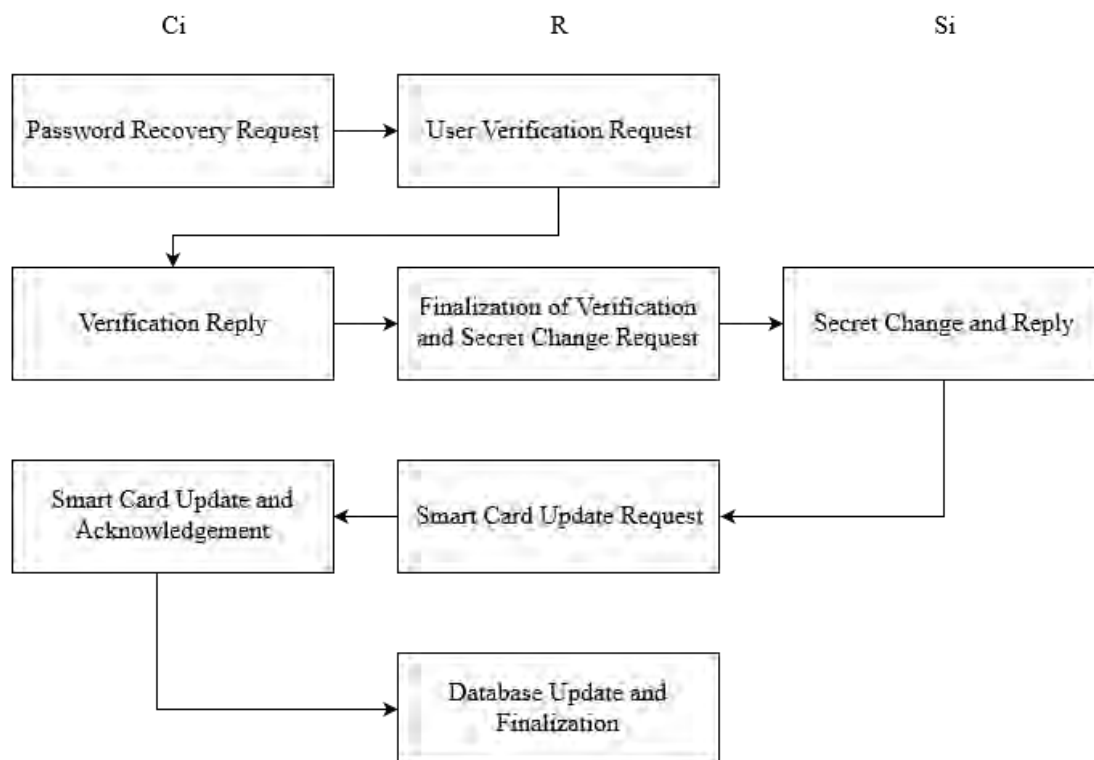 Ci
R
Si
Password Recovery Request
User Verification Request
Verification Reply
Finalization of Verification
and Secret Change Request
Secret Change and Reply
Smart Card Update and
Acknowledgement
Smart Card Update Request
Database Update and
Finalization